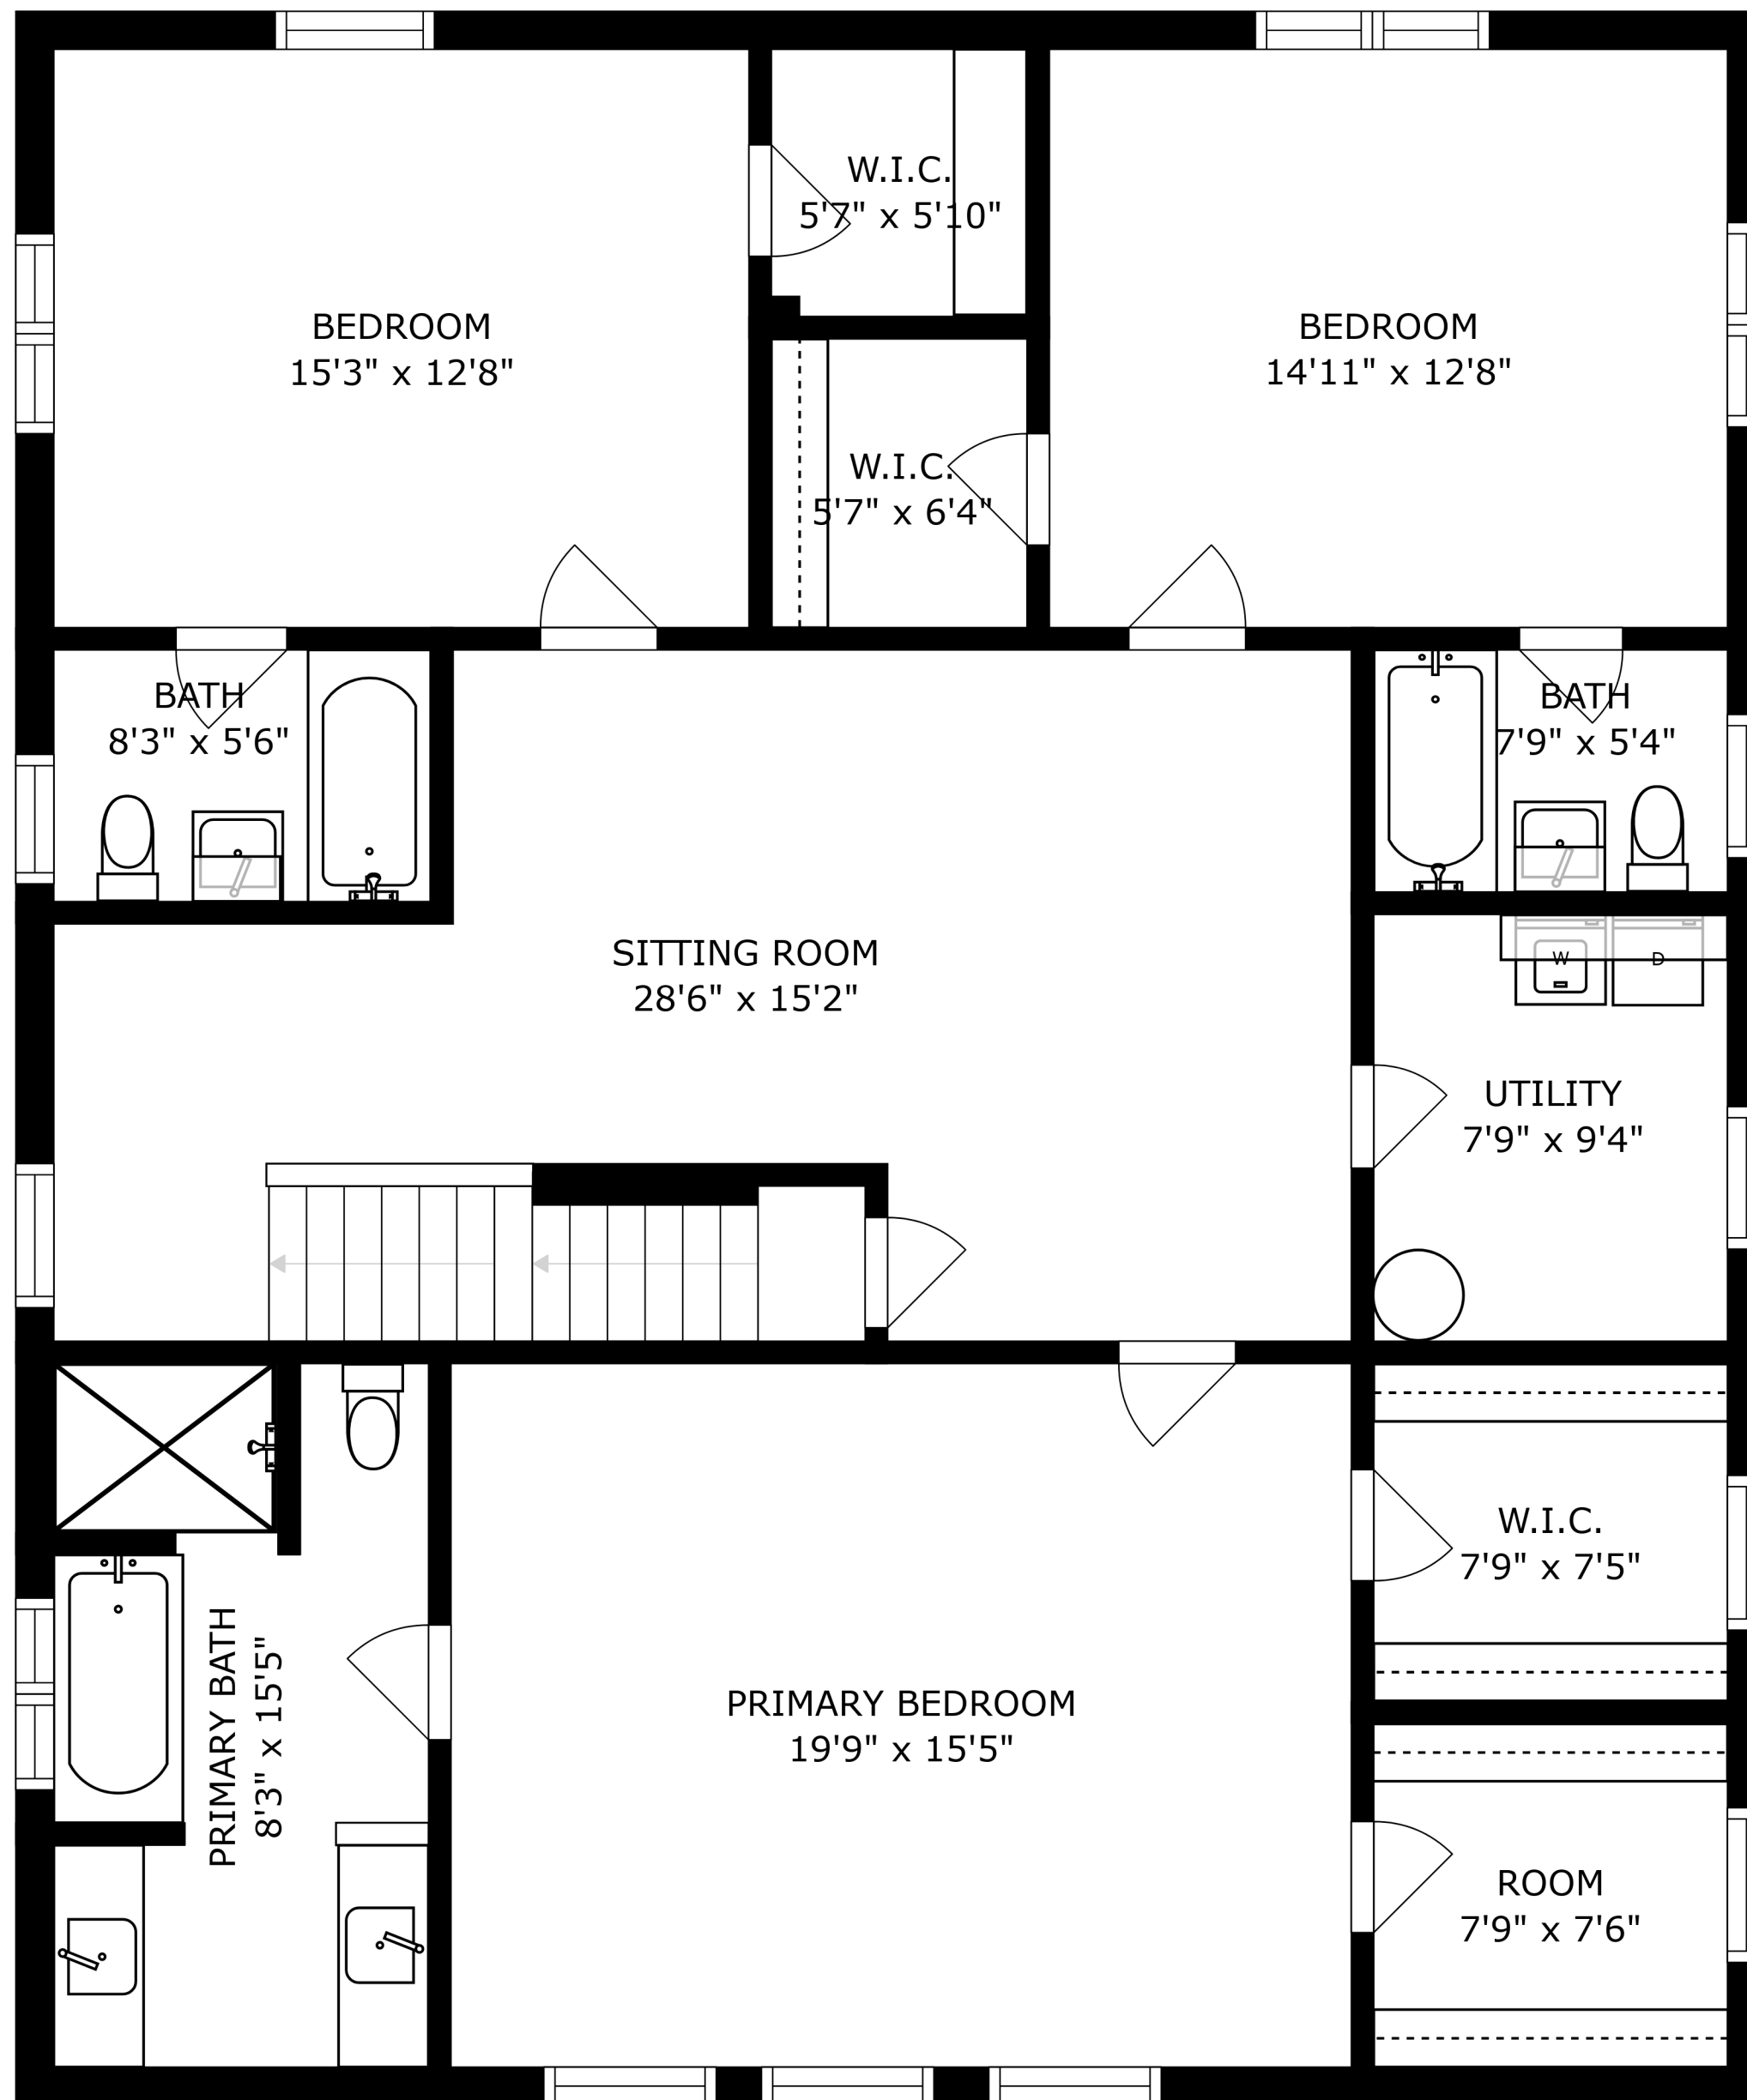 W.I.C.
5'7" x 5'10"
BEDROOM
15'3" x 12'8"
BEDROOM
14'11" x 12'8"
W.I.C.
5'7" x 6'4"
BATH
8'3" x 5'6"
BATH
7'9" x 5'4"
SITTING ROOM
28'6" x 15'2"
W
D
UTILITY
7'9" x 9'4"
W.I.C.
7'9" x 7'5"
PRIMARY BATH
8'3" x 15'5"
PRIMARY BEDROOM
19'9" x 15'5"
ROOM
7'9" x 7'6"